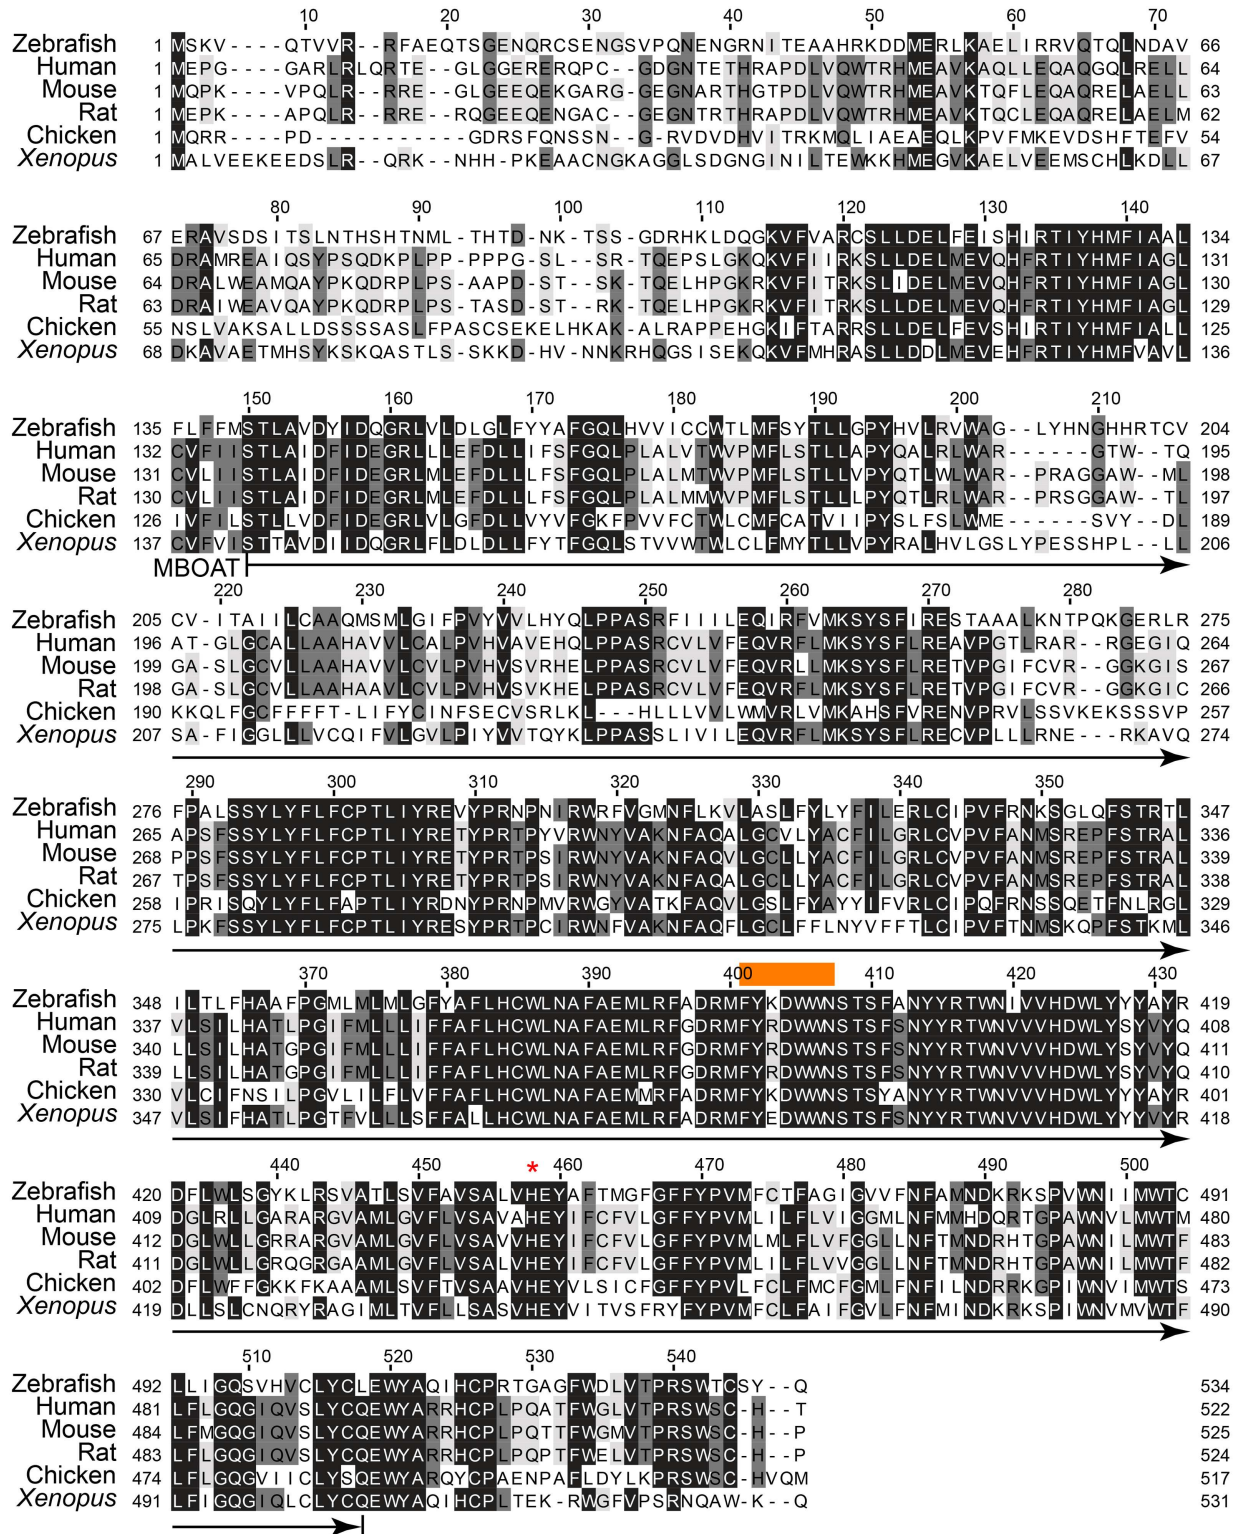 10 20 30 40 50 60 70
Zebrafish 1 MSKV----QTVVR--RFAEQTSGENQRCSENGSVPQNENGRNITEAAHRKDDMERLKAELIRRVQTQLNDAV 66
Human 1 MEPG----GARLRLQRTE--GLGGERERQPC--GDGNTETHRAPDLVQWTRHMEAVKAQLLEQAQGQLRELL 64
Mouse 1 MQPK----VPQLR--RRE--GLGEEQEKGARG-GEGNARTHGTPDLVQWTRHMEAVKTQFLEQAQRELAELL 63
Rat 1 MEPK----APQLR--RRE--RQGEEQENGAC--GEGNTRTHRAPDLVQWTRHMEAVKTQCLEQAQRELAELM 62
Chicken 1 MQRR----PD-----------GDRSFQNSSNL--G-RVDVDHVITRKMQLIAEAEQLKPVFMKEVDSHFTEFV 54
Xenopus 1 MALVEEKEEDSLR--QRK--NHH-PKEAACNGKAGGLSDGNGINILTEWKKHMEGVKAELVEEMSCHLKDLL 67
80 90 100 110 120 130 140
Zebrafish 67 ERAVSDSITSLNTHSHTNML-THTD-NK-TSS-GDRHKLDQGKVFVARCSLLDELFEISHIRTIYHMFIAAL 134
Human 65 DRAMREAIQSYPSQDKPLPP-PPPG-SL--SR-TQEPSLGKQKVFIIRKSLLDELMEVQHFRTIYHMFIAGL 131
Mouse 64 DRALWEAMQAYPKQDRPLPS-AAPD-ST--SK-TQELHPGKRKVFITRKSLIDELMEVQHFRTIYHMFIAGL 130
Rat 63 DRAIWEAVQAYPKQDRPLPS-TASD-ST--RK-TQELHPGKRKVFITRKSLLDELMEVQHFRTIYHMFIAGL 129
Chicken 55 NSLVAKSALLDSSSSASLFPASCSEKELHKAK-ALRAPPEHGKIFTARRSLLDELFEVSHIRTIYHMFIALL 125
Xenopus 68 DKAVAETMHSYKSKQASTLS-SKKD-HV-NNKRHQGSISEKQKVFMHRASLLDDLMEVEHFRTIYHMFVAVL 136
150 160 170 180 190 200 210
Zebrafish 135 FLFFMSTLAVDYIDQGRLVLDLGLFYYAFGQLHVVICCWTLMFSYTLLGPYHVLRVWAG--LYHNGHHRTCV 204
Human 132 CVFIISTLAIDFIDEGRLLLEFDLLIFSFGQLPLALVTWVPMFLSTLLAPYQALRLWAR------GTW--TQ 195
Mouse 131 CVLIISTLAIDFIDEGRLMLEFDLLIFSFGQLPLALMTWVPMFLSTLLVPYQTLWLWAR--PRAGGAW--ML 198
Rat 130 CVLIISTLAIDFIDEGRLMLEFDLLLFSFGQLPLALMMWVPMFLSTLLLPYQTLRLWAR--PRSGGAW--TL 197
Chicken 126 IVFILSTLLVDFIDEGRLVLGFDLLVYVFGKFPVVFCTWLCMFCATVIIPYSLFSLWME------SVY--DL 189
Xenopus 137 CVFVISTTAVDIIDQGRLFLDLDLLFYTFGQLSTVVWTWLCLFMYTLLVPYRALHVLGSLYPESSHPL--LL 206
MBOAT
220 230 240 250 260 270 280
Zebrafish 205 CV-ITAIILCAAQMSMLGIFPVYVVLHYQLPPASRFIIILEQIRFVMKSYSFIRESTAAALKNTPQKGERLR 275
Human 196 AT-GLGCALLAAHAVVLCALPVHVAVEHQLPPASRCVLVFEQVRFLMKSYSFLREAVPGTLRAR--RGEGIQ 264
Mouse 199 GA-SLGCVLLAAHAVVLCVLPVHVSVRHELPPASRCVLVFEQVRLLMKSYSFLRETVPGIFCVR--GGKGIS 267
Rat 198 GA-SLGCVLLAAHAAVLCVLPVHVSVKHELPPASRCVLVFEQVRFLMKSYSFLRETVPGIFCVR--GGKGIC 266
Chicken 190 KKQLFGCFFFFFT-LIFYCINFSECVSRLKL---HLLLVVLWMVRLVMKAHSFVRENVPRVLSSVKEKSSSVP 257
Xenopus 207 SA-FIGGLLLLVCQIFVLGVLPIYVVTQYKLPPASSLIVILEQVRFLMKSYSFLRECVPLLLRNE---RKAVQ 274
290 300 310 320 330 340 350
Zebrafish 276 FPALSSYLYFLFCPTLIYREVYPRNPNIRWRFVGMNFLKVLASLFYLYFILERLCIPVFRNKSGLQFSTRTL 347
Human 265 APSFSSYLYFLFCPTLIYRETYPRTPYVRWNYVAKNFAQALGCVLYACFILGRLCVPVFANMSREPFSTRAL 336
Mouse 268 PPSFSSYLYFLFCPTLIYRETYPRTPSIRWNYVAKNFAQVLGCLLYACFILGRLCVPVFANMSREPFSTRAL 339
Rat 267 TPSFSSYLYFLFCPTLIYRETYPRTPSIRWNYVAKNFAQALGCLLYACFILGRLCVPVFANMSREPFSTRAL 338
Chicken 258 IPRISQYLYFLFAPTLIYRDNYPRNPMVRWGYVATKFAQVLGSLFYAYYIFVRLCIPQFRNSSQETFNLRGL 329
Xenopus 275 LPKFSSYLYFLFCPTLIYRESYPRTPCIRWNFVAKNFAQFLGCLFFLNYVFFTLCIPVFTNMSKQPFSTKML 346
370 380 390 400 410 420 430
Zebrafish 348 ILTLFHAAFPGMLMLMLGFYAFLHCWLNAFAEMLRFADRMFYKDWWNSTSFANYYRTWNIVVHDWLYYYAYR 419
Human 337 VLSILHATLPGIFMLLLIFFAFLHCWLNAFAEMLRFGDRMFYRDWWNSTSFSNYYRTWNVVVHDWLYSYVYQ 408
Mouse 340 LLSILHATGPGIFMLLLIFFAFLHCWLNAFAEMLRFGDRMFYRDWWNSTSFSNYYRTWNVVVHDWLYSYVYQ 411
Rat 339 LLSILHATGPGIFMLLLIFFAFLHCWLNAFAEMLRFGDRMFYRDWWNSTSFSNYYRTWNVVVHDWLYSYVYQ 410
Chicken 330 VLCIFNSILPGVLILFLVFFAFLHCWLNAFAEMMRFADRMFYKDWWNSTSYANYYRTWNVVVHDWLYYYAYR 401
Xenopus 347 VLSIFHATLPGTFVLLLSFFALLHCWLNAFAEMLRFADRMFYEDWWNSTSFANYYRTWNVVVHDWLYYYVYR 418
440 450 * 460 470 480 490 500
Zebrafish 420 DFLWLSGYKLRSVATLSVFAVSALVHEYAFTMGFGFFYPVMFCTFAGIGVVFNFAMNDKRKSPVWNIIMWTC 491
Human 409 DGLRLLGARARGVAMLGVFLVSAVAHEYIFCFVLGFFYPVMLILFLVIGGMLNFMMHDQRTGPAWNVLMWTM 480
Mouse 412 DGLWLLGRRARGVAMLGVFLVSAVVHEYIFCFVLGFFYPVMLMLFLVFGGLLNFTMNDRHTGPAWNILMWTF 483
Rat 411 DGLWLLGRQGRGAAMLGVFLVSAVVHEYIFCFVLGFFYPVMLILFLVVGGLLNFTMNDRHTGPAWNILMWTF 482
Chicken 402 DFLWFFGKKFKAAAMLSVFTVSAAVHEYVLSICFGFFYPVLFCLFMCFGMLFNFILNDKRKGPIWNVIMWTS 473
Xenopus 419 DLLSLCNQRYRAGIMLTVFLLSASVHEYVITVSFRYFYPVMFCLFAIFGVLFNFMINDKRKSPIWNVMVWTF 490
510 520 530 540
Zebrafish 492 LLIGQSVHVCLYCLEWYAQIHCPRTGAGFWDLVTPRSWTCSY--Q 534
Human 481 LFLGQGIQVSLYCQEWYARRHCPLPQATFWGLVTPRSWSC-H--T 522
Mouse 484 LFMGQGIQVSLYCQEWYARRHCPLPQTTFWGMVTPRSWSC-H--P 525
Rat 483 LFLGQGIQVSLYCQEWYARRHCPLPQPTFWELVTPRSWSC-H--P 524
Chicken 474 LFLGQGVIICLYSQEWYARQYCPAENPAFLDYLKPRSWSC-HVQM 517
Xenopus 491 LFIGQGIQLCLYCQEWYAQIHCPLTEK-RWGFVPSRNQAW-K--Q 531